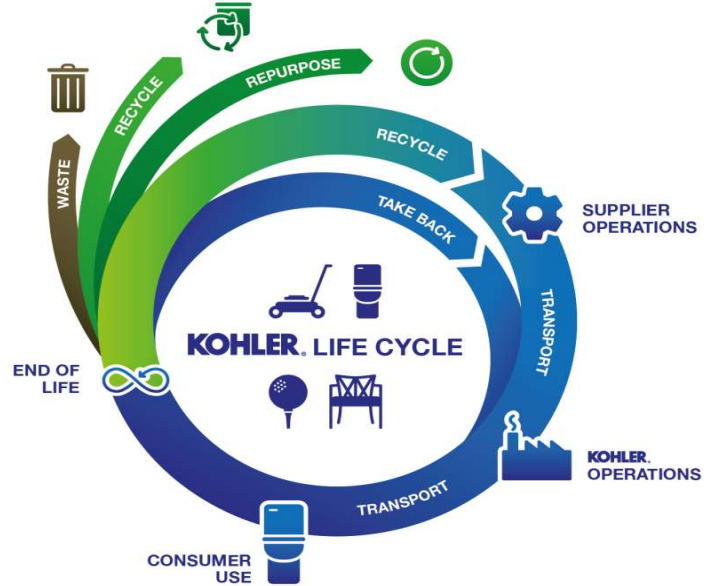 WASTE
RECYCLE
REPURPOSE
RECYCLE
TAKE BACK
SUPPLIER
OPERATIONS
TRANSPORT
KOHLER. LIFE CYCLE
END OF
LIFE
KOHLER.
OPERATIONS
TRANSPORT
CONSUMER
USE